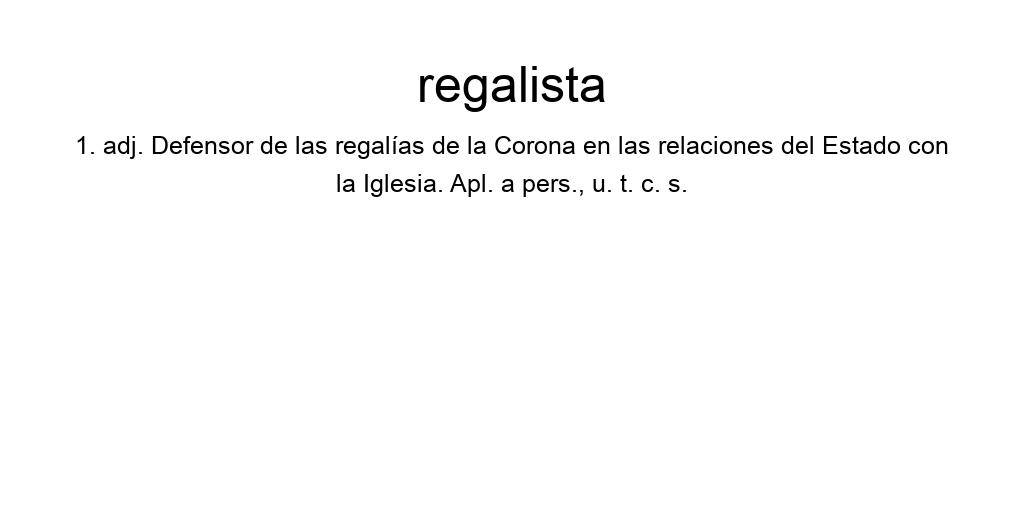 regalista
1. adj. Defensor de las regalías de la Corona en las relaciones del Estado con
la Iglesia. Apl. a pers., u. t. c. s.